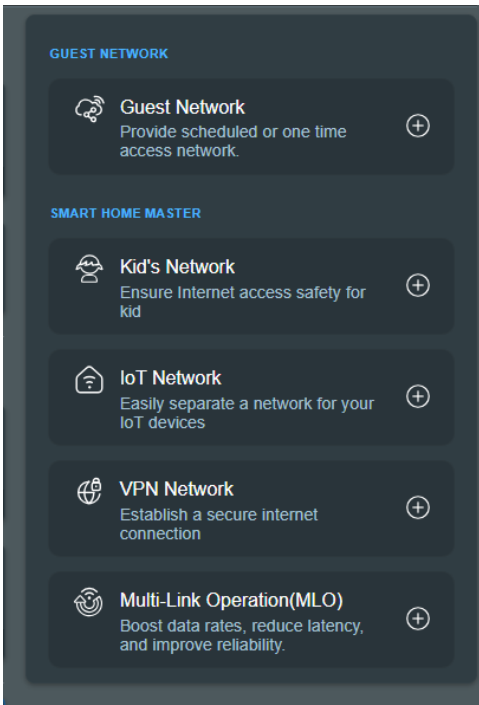 GUEST NETWORK
Guest Network
Provide scheduled or one time
access network.
SMART HOME MASTER
Kid's Network
Ensure Internet access safety for
kid
IoT Network
Easily separate a network for your
IoT devices
VPN Network
Establish a secure internet
connection
Multi-Link Operation(MLO)
Boost data rates, reduce latency,
and improve reliability.